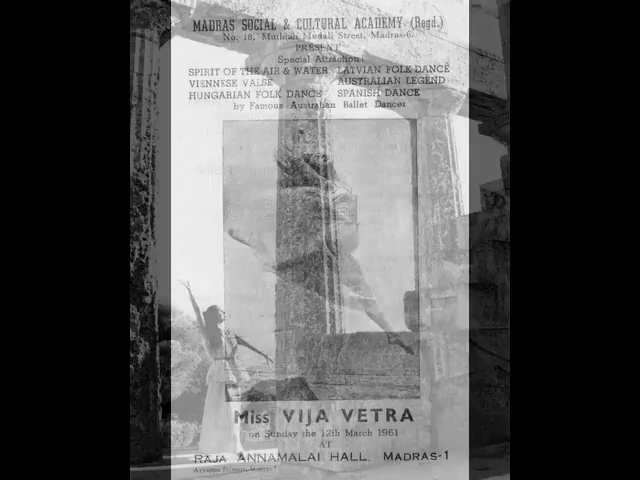 MADRAS SOCIAL & CULTURAL ACADEMY (Regd.)
No. 18, Muthiah Mudali Street, Madras-6.
PRESENT
Special Attraction!
SPIRIT OF THE AIR & WATER LATVIAN FOLK DANCE
VIENNESE VALSE AUSTRALIAN LEGEND
HUNGARIAN FOLK DANCE SPANISH DANCE
by Famous Australian Ballet Dancer
Miss VIJA VETRA
on Sunday the 12th March 1961
AT
RAJA ANNAMALAI HALL, MADRAS-1
Madras-1